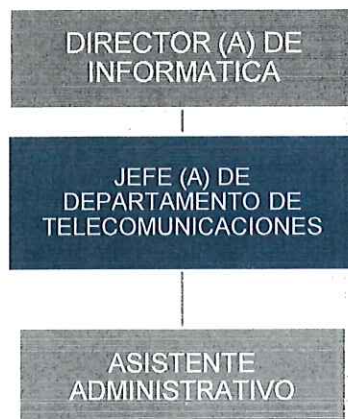 DIRECTOR (A) DE
INFORMATICA
JEFE (A) DE
DEPARTAMENTO DE
TELECOMUNICACIONES
ASISTENTE
ADMINISTRATIVO